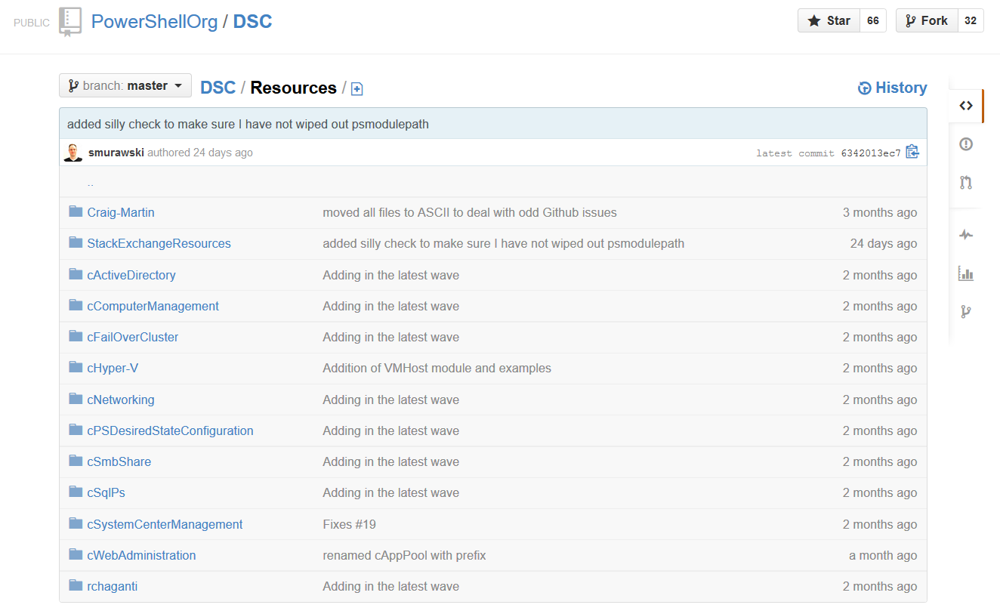 PUBLIC PowerShellOrg / DSC Star 66 Fork 32
branch: master DSC / Resources / History
added silly check to make sure I have not wiped out psmodulepath
smurawski authored 24 days ago latest commit 6342013ec7
..
Craig-Martin moved all files to ASCII to deal with odd Github issues 3 months ago
StackExchangeResources added silly check to make sure I have not wiped out psmodulepath 24 days ago
cActiveDirectory Adding in the latest wave 2 months ago
cComputerManagement Adding in the latest wave 2 months ago
cFailOverCluster Adding in the latest wave 2 months ago
cHyper-V Addition of VMHost module and examples 2 months ago
cNetworking Adding in the latest wave 2 months ago
cPSDesiredStateConfiguration Adding in the latest wave 2 months ago
cSmbShare Adding in the latest wave 2 months ago
cSqlPs Adding in the latest wave 2 months ago
cSystemCenterManagement Fixes #19 2 months ago
cWebAdministration renamed cAppPool with prefix a month ago
rchaganti Adding in the latest wave 2 months ago